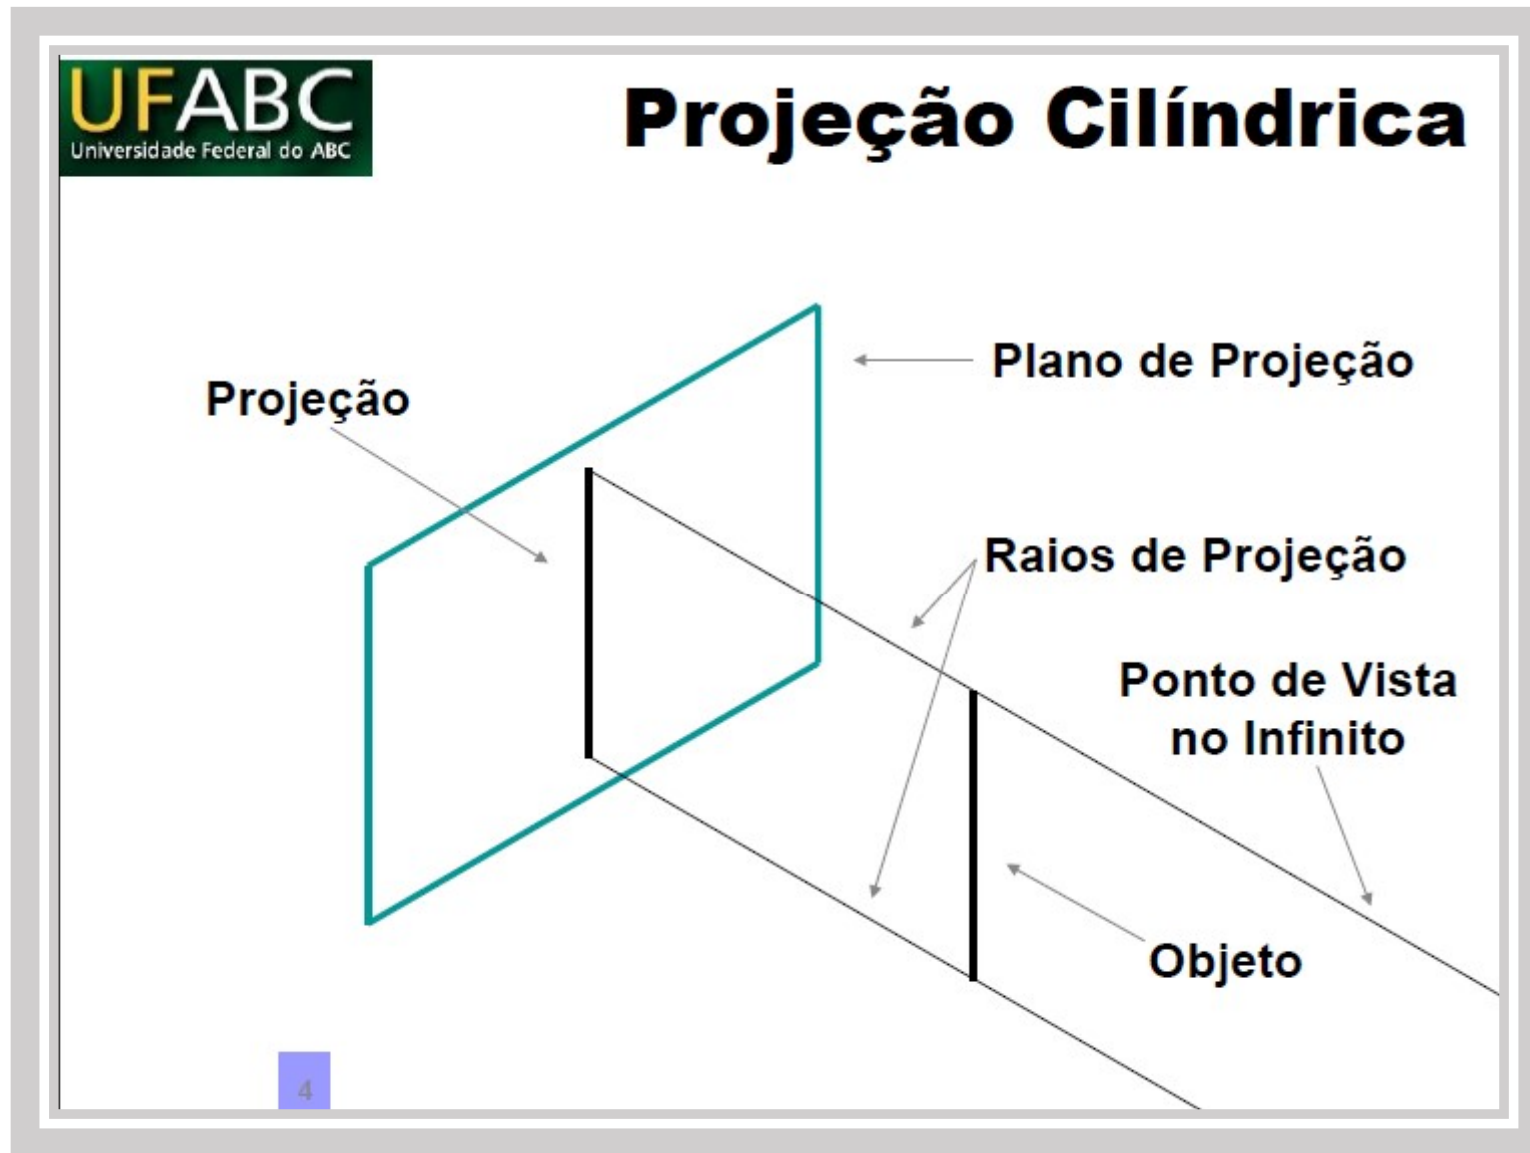 UFABC
Universidade Federal do ABC
Projeção Cilíndrica
Plano de Projeção
Projeção
Raios de Projeção
Ponto de Vista
no Infinito
Objeto
4